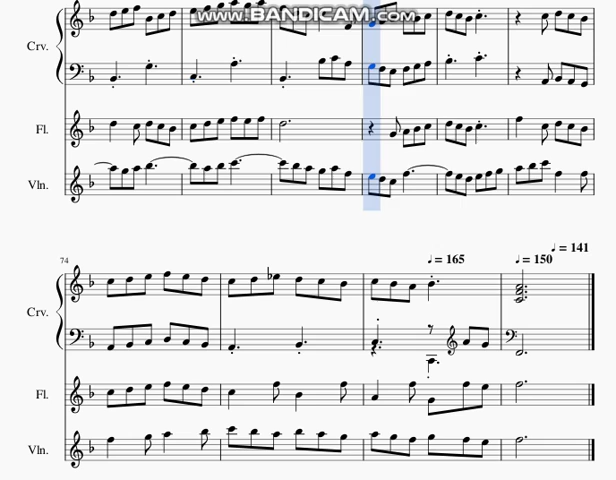 www.BANDICAM.com
Crv.
Fl.
Vln.
74
♩ = 165
♩ = 150
♩ = 141
Crv.
Fl.
Vln.